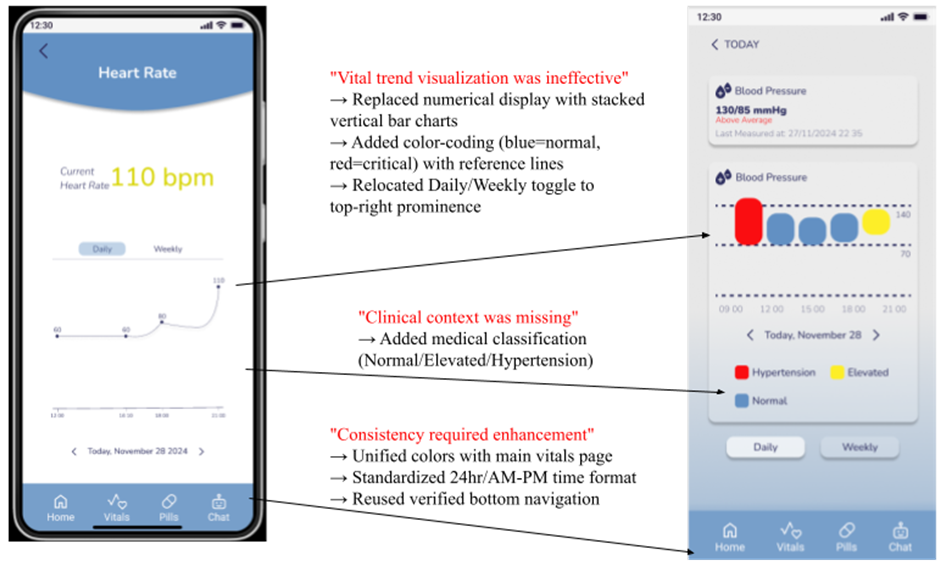 12:30
Heart Rate
Current
Heart Rate 110 bpm
Daily Weekly
60 60 80 110
12:00 18:00 21:00
Today, November 28 2024
Home Vitals Pills Chat
"Vital trend visualization was ineffective"
→ Replaced numerical display with stacked
vertical bar charts
→ Added color-coding (blue=normal,
red=critical) with reference lines
→ Relocated Daily/Weekly toggle to
top-right prominence
"Clinical context was missing"
→ Added medical classification
(Normal/Elevated/Hypertension)
"Consistency required enhancement"
→ Unified colors with main vitals page
→ Standardized 24hr/AM-PM time format
→ Reused verified bottom navigation
12:30
TODAY
Blood Pressure
130/85 mmHg
Above Average
Last Measured at: 27/11/2024 22 35
Blood Pressure
140
70
09 00 12 00 15 00 18 00 21 00
Today, November 28
Hypertension Elevated
Normal
Daily Weekly
Home Vitals Pills Chat